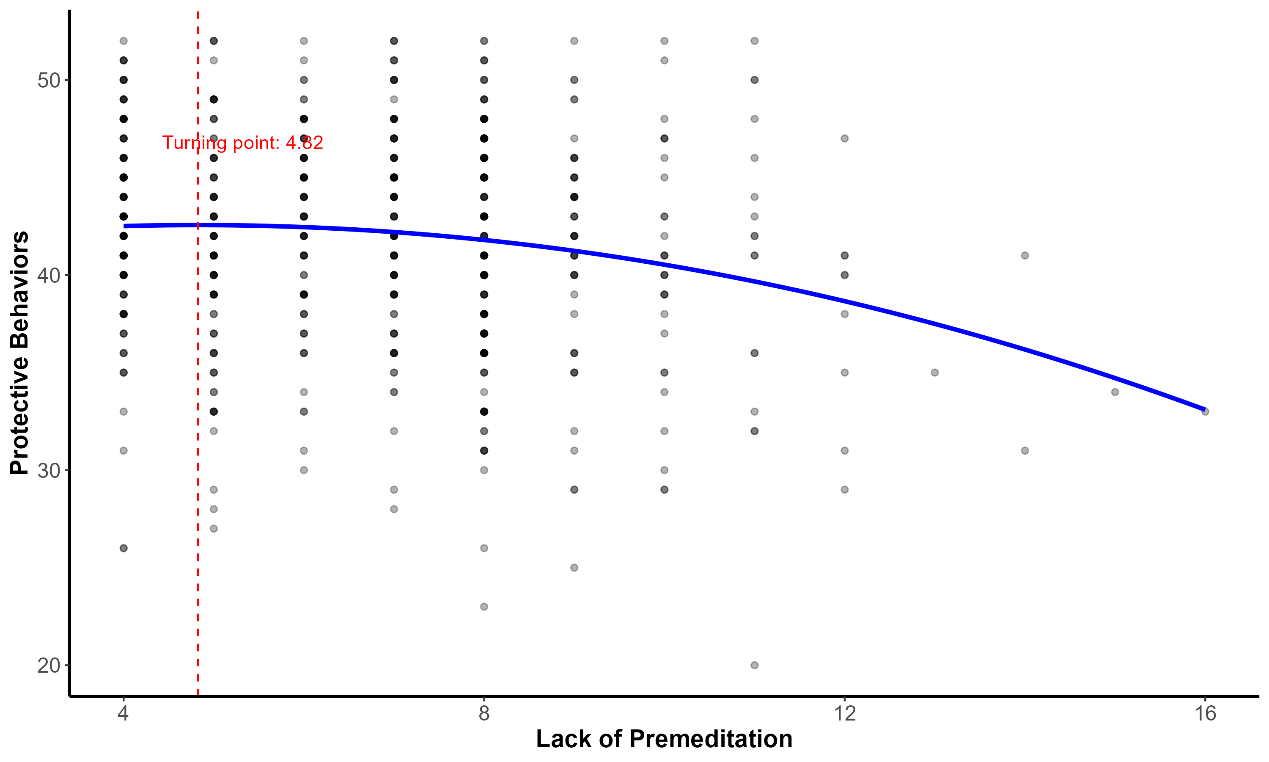 50
Turning point: 4.82
40
30
20
Protective Behaviors
4 8 12 16
Lack of Premeditation